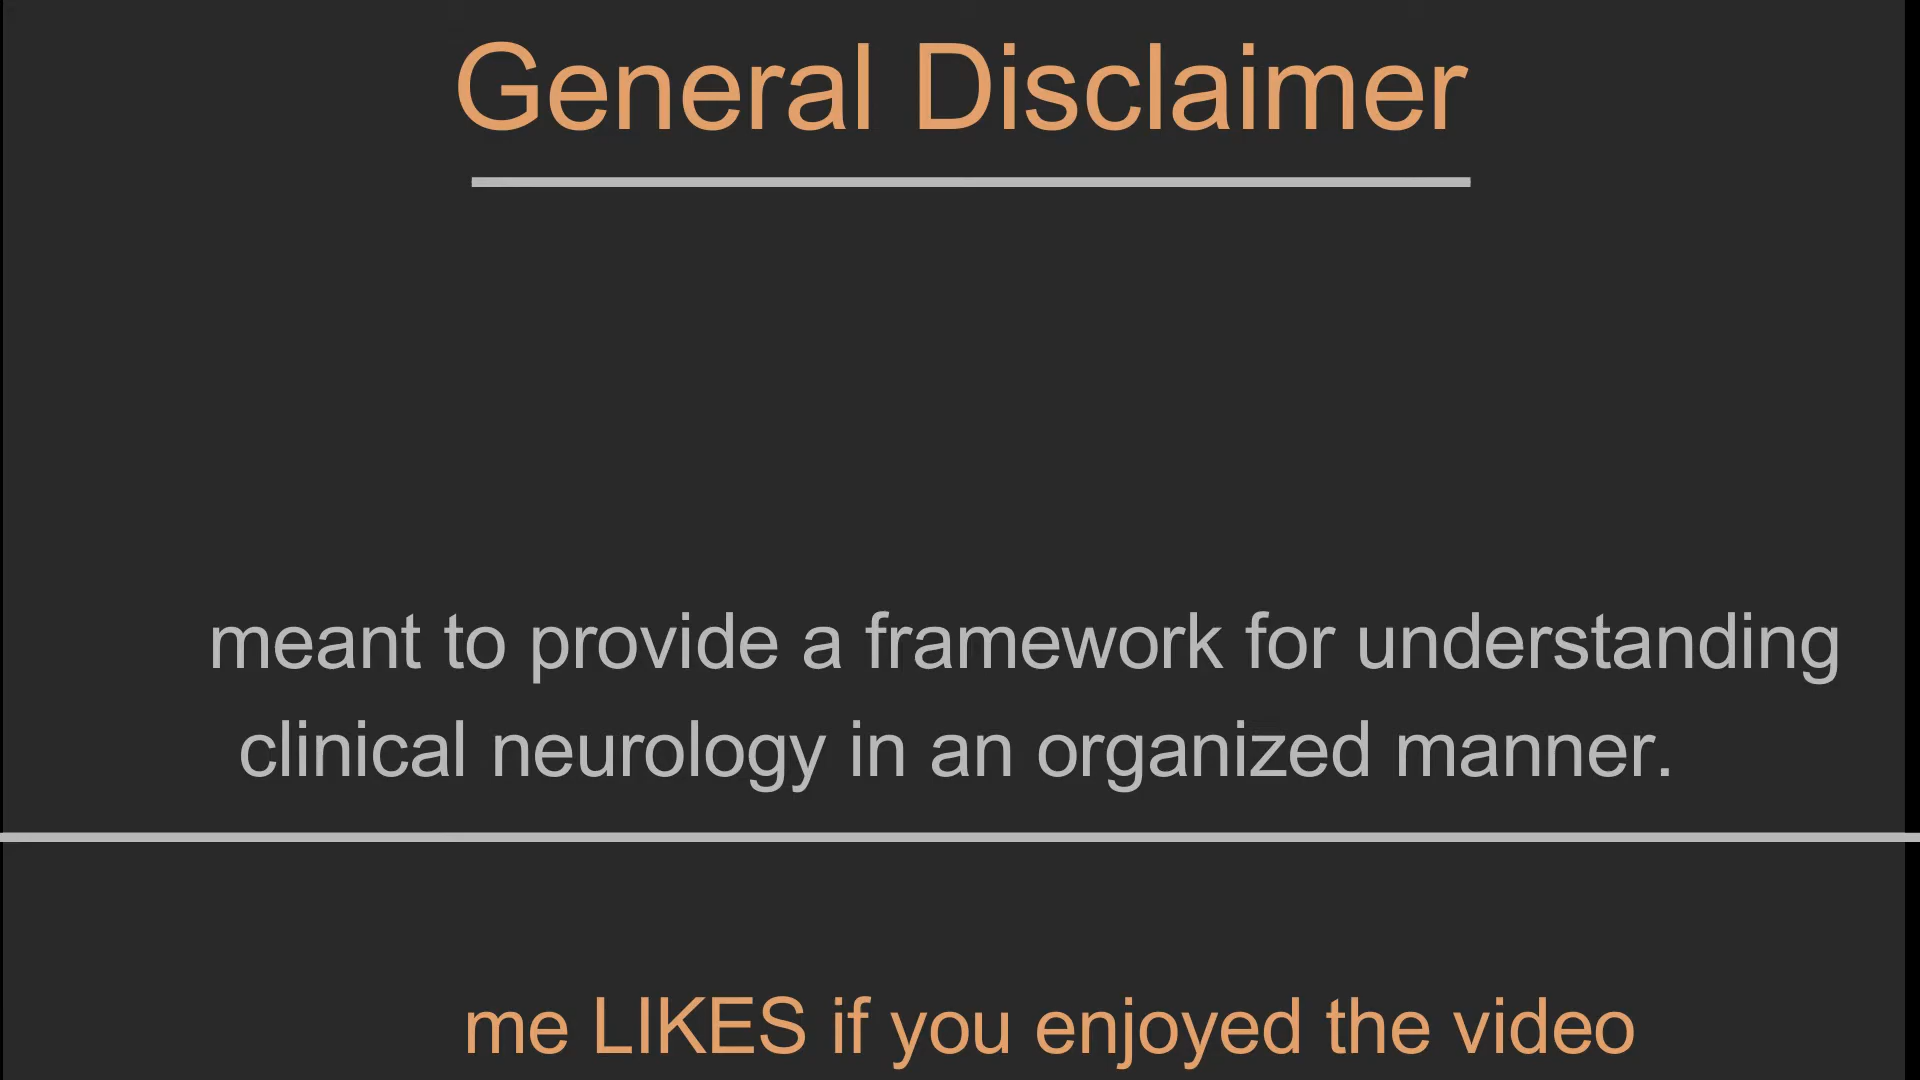 General Disclaimer
meant to provide a framework for understanding
clinical neurology in an organized manner.
me LIKES if you enjoyed the video